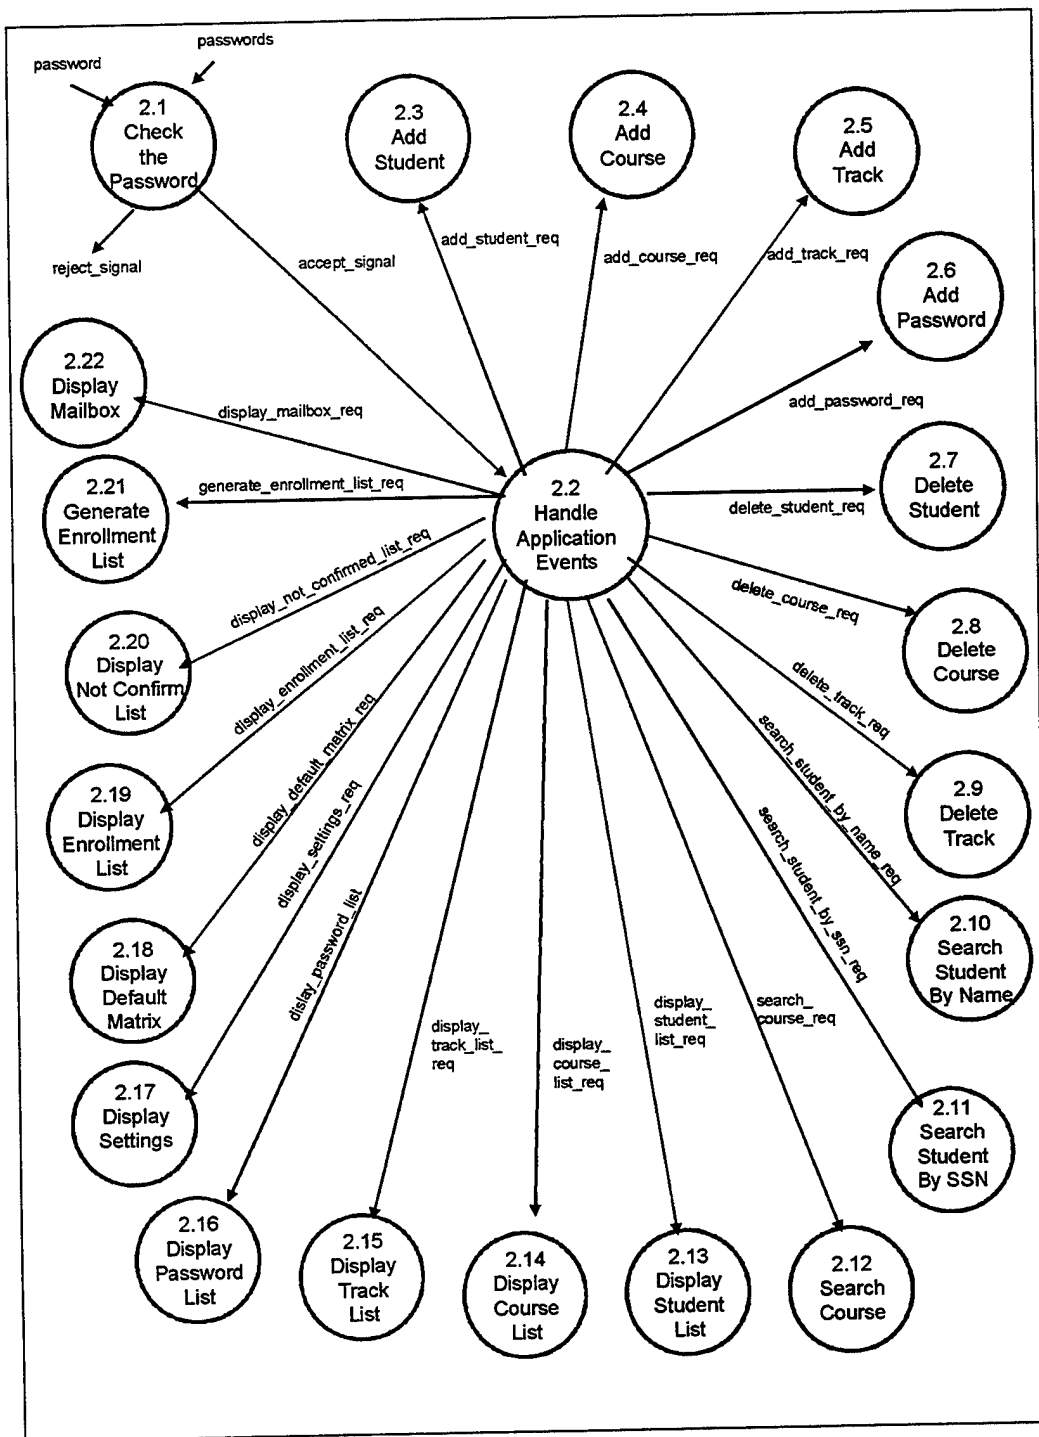 passwords
password
2.1
Check
the
Password
2.3
Add
Student
2.4
Add
Course
2.5
Add
Track
reject_signal
accept_signal
add_student_req
add_course_req
add_track_req
2.6
Add
Password
add_password_req
2.22
Display
Mailbox
display_mailbox_req
2.21
Generate
Enrollment
List
generate_enrollment_list_req
2.2
Handle
Application
Events
2.7
Delete
Student
delete_student_req
display_not_confirmed_list_req
delete_course_req
2.8
Delete
Course
2.20
Display
Not Confirm
List
display_enrollment_list_req
delete_track_req
2.9
Delete
Track
2.19
Display
Enrollment
List
display_default_matrix_req
search_student_by_name_req
2.10
Search
Student
By Name
2.18
Display
Default
Matrix
display_settings_req
dislay_password_list
search_student_by_ssn_req
display_
track_list_
req
display_
course_
list_req
display_
student_
list_req
search_
course_req
2.17
Display
Settings
2.11
Search
Student
By SSN
2.16
Display
Password
List
2.15
Display
Track
List
2.14
Display
Course
List
2.13
Display
Student
List
2.12
Search
Course